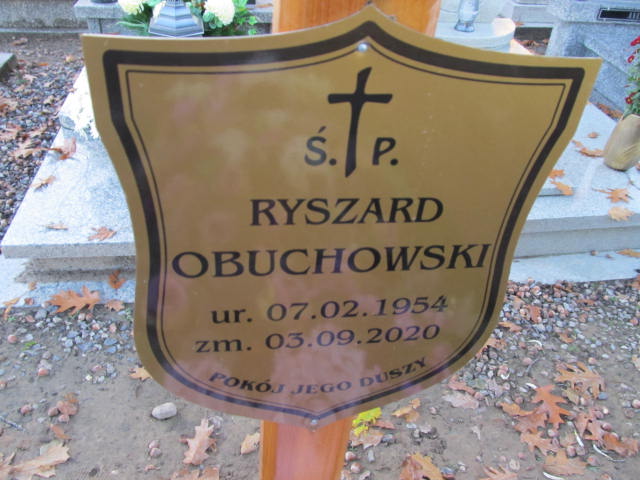 Ś. P.
RYSZARD
OBUCHOWSKI
ur. 07.02.1954
zm. 03.09.2020
POKÓJ JEGO DUSZY